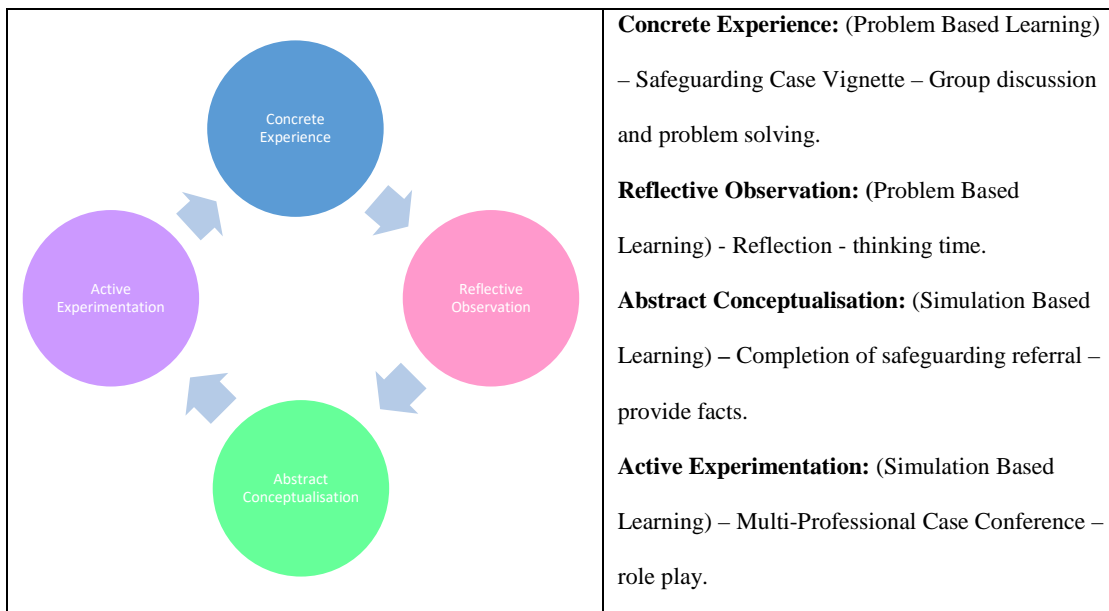 Concrete
Experience
Reflective
Observation
Abstract
Conceptualisation
Active
Experimentation
Concrete Experience: (Problem Based Learning)
– Safeguarding Case Vignette – Group discussion
and problem solving.
Reflective Observation: (Problem Based
Learning) - Reflection - thinking time.
Abstract Conceptualisation: (Simulation Based
Learning) – Completion of safeguarding referral –
provide facts.
Active Experimentation: (Simulation Based
Learning) – Multi-Professional Case Conference –
role play.